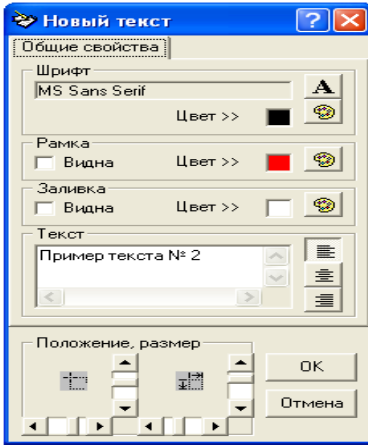 Новый текст
Общие свойства
Шрифт
MS Sans Serif
A
Цвет >>
Рамка
Видна
Цвет >>
Заливка
Видна
Цвет >>
Текст
Пример текста № 2
Положение, размер
OK
Отмена